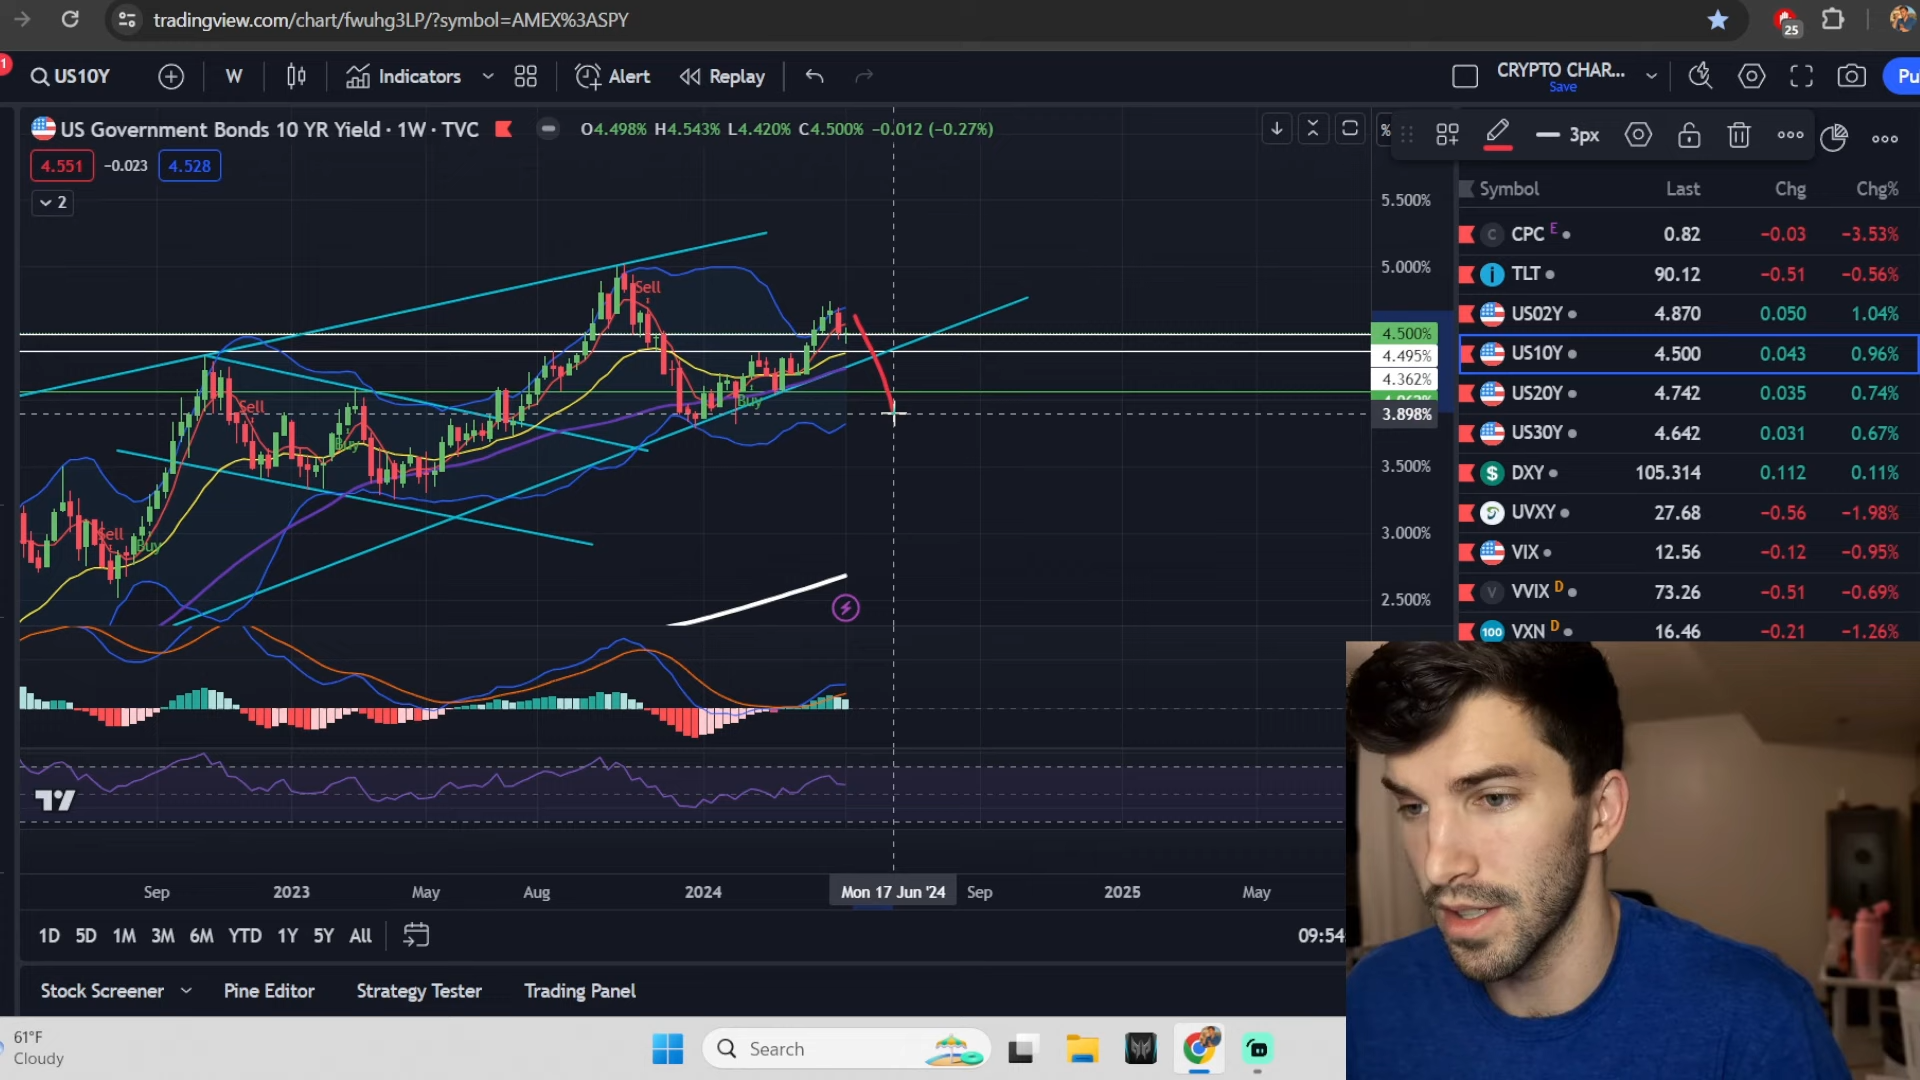 tradingview.com/chart/fwuhg3LP/?symbol=AMEX%3ASPY
25
1
US10Y
W
Indicators
Alert
Replay
CRYPTO CHAR...
Save
Pu
US Government Bonds 10 YR Yield · 1W · TVC
O4.498% H4.543% L4.420% C4.500% −0.012 (−0.27%)
4.551
−0.023
4.528
2
%
3px
Symbol Last Chg Chg%
CPC E 0.82 −0.03 −3.53%
TLT 90.12 −0.51 −0.56%
US02Y 4.870 0.050 1.04%
US10Y 4.500 0.043 0.96%
US20Y 4.742 0.035 0.74%
US30Y 4.642 0.031 0.67%
DXY 105.314 0.112 0.11%
UVXY 27.68 −0.56 −1.98%
VIX 12.56 −0.12 −0.95%
VVIX D 73.26 −0.51 −0.69%
100 VXN D 16.46 −0.21 −1.26%
5.500%
5.000%
4.500%
4.495%
4.362%
3.898%
3.500%
3.000%
2.500%
Sell
Sell
Buy
Buy
Sell
Buy
Sep
2023
May
Aug
2024
Mon 17 Jun '24
Sep
2025
May
1D 5D 1M 3M 6M YTD 1Y 5Y All
09:54
Stock Screener
Pine Editor
Strategy Tester
Trading Panel
61°F
Cloudy
Search